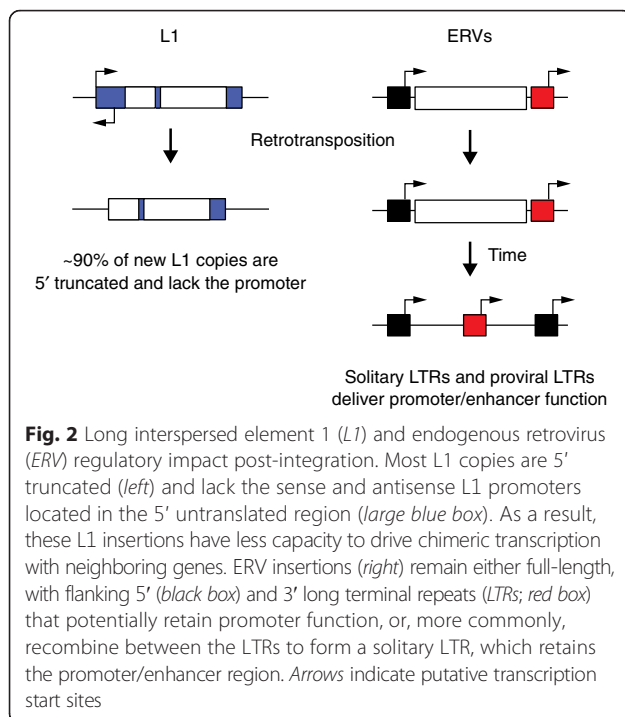 L1
ERVs
Retrotransposition
~90% of new L1 copies are
5′ truncated and lack the promoter
Time
Solitary LTRs and proviral LTRs
deliver promoter/enhancer function
Fig. 2 Long interspersed element 1 (L1) and endogenous retrovirus
(ERV) regulatory impact post-integration. Most L1 copies are 5′
truncated (left) and lack the sense and antisense L1 promoters
located in the 5′ untranslated region (large blue box). As a result,
these L1 insertions have less capacity to drive chimeric transcription
with neighboring genes. ERV insertions (right) remain either full-length,
with flanking 5′ (black box) and 3′ long terminal repeats (LTRs; red box)
that potentially retain promoter function, or, more commonly,
recombine between the LTRs to form a solitary LTR, which retains
the promoter/enhancer region. Arrows indicate putative transcription
start sites